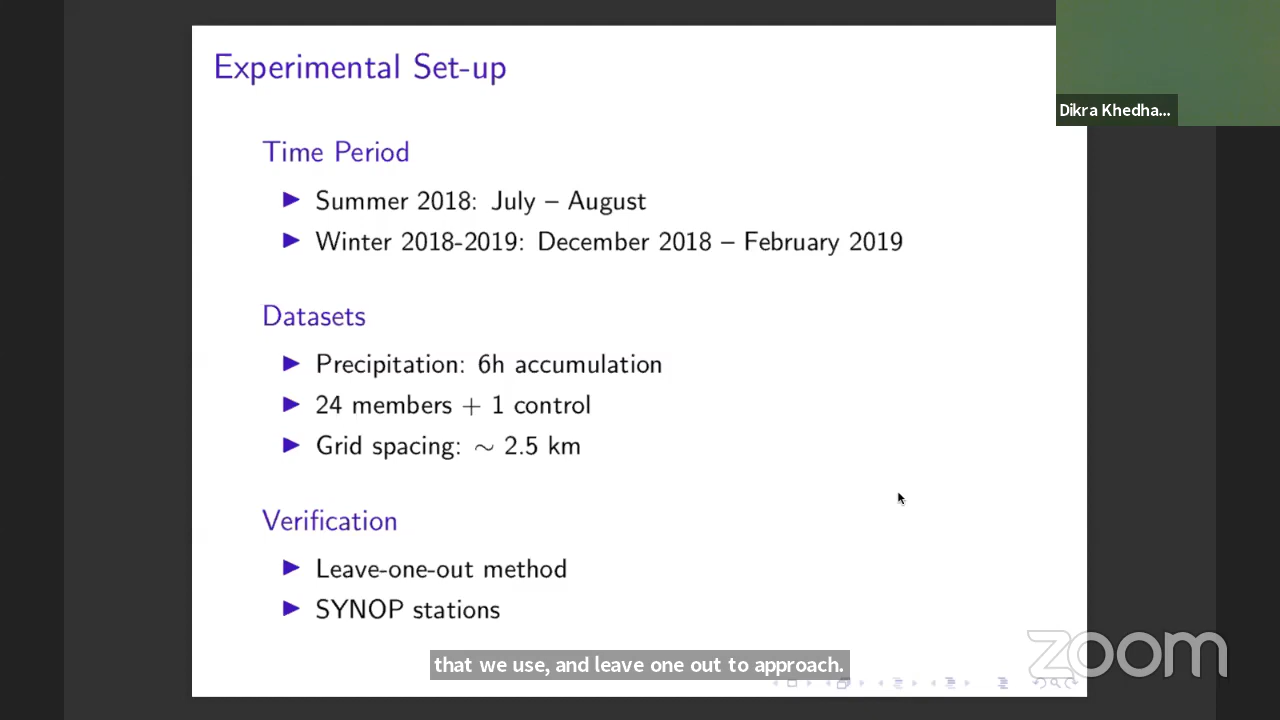 Experimental Set-up
Dikra Khedha...
Time Period
▶ Summer 2018: July – August
▶ Winter 2018-2019: December 2018 – February 2019
Datasets
▶ Precipitation: 6h accumulation
▶ 24 members + 1 control
▶ Grid spacing: ~ 2.5 km
Verification
▶ Leave-one-out method
▶ SYNOP stations
that we use, and leave one out to approach.
zoom